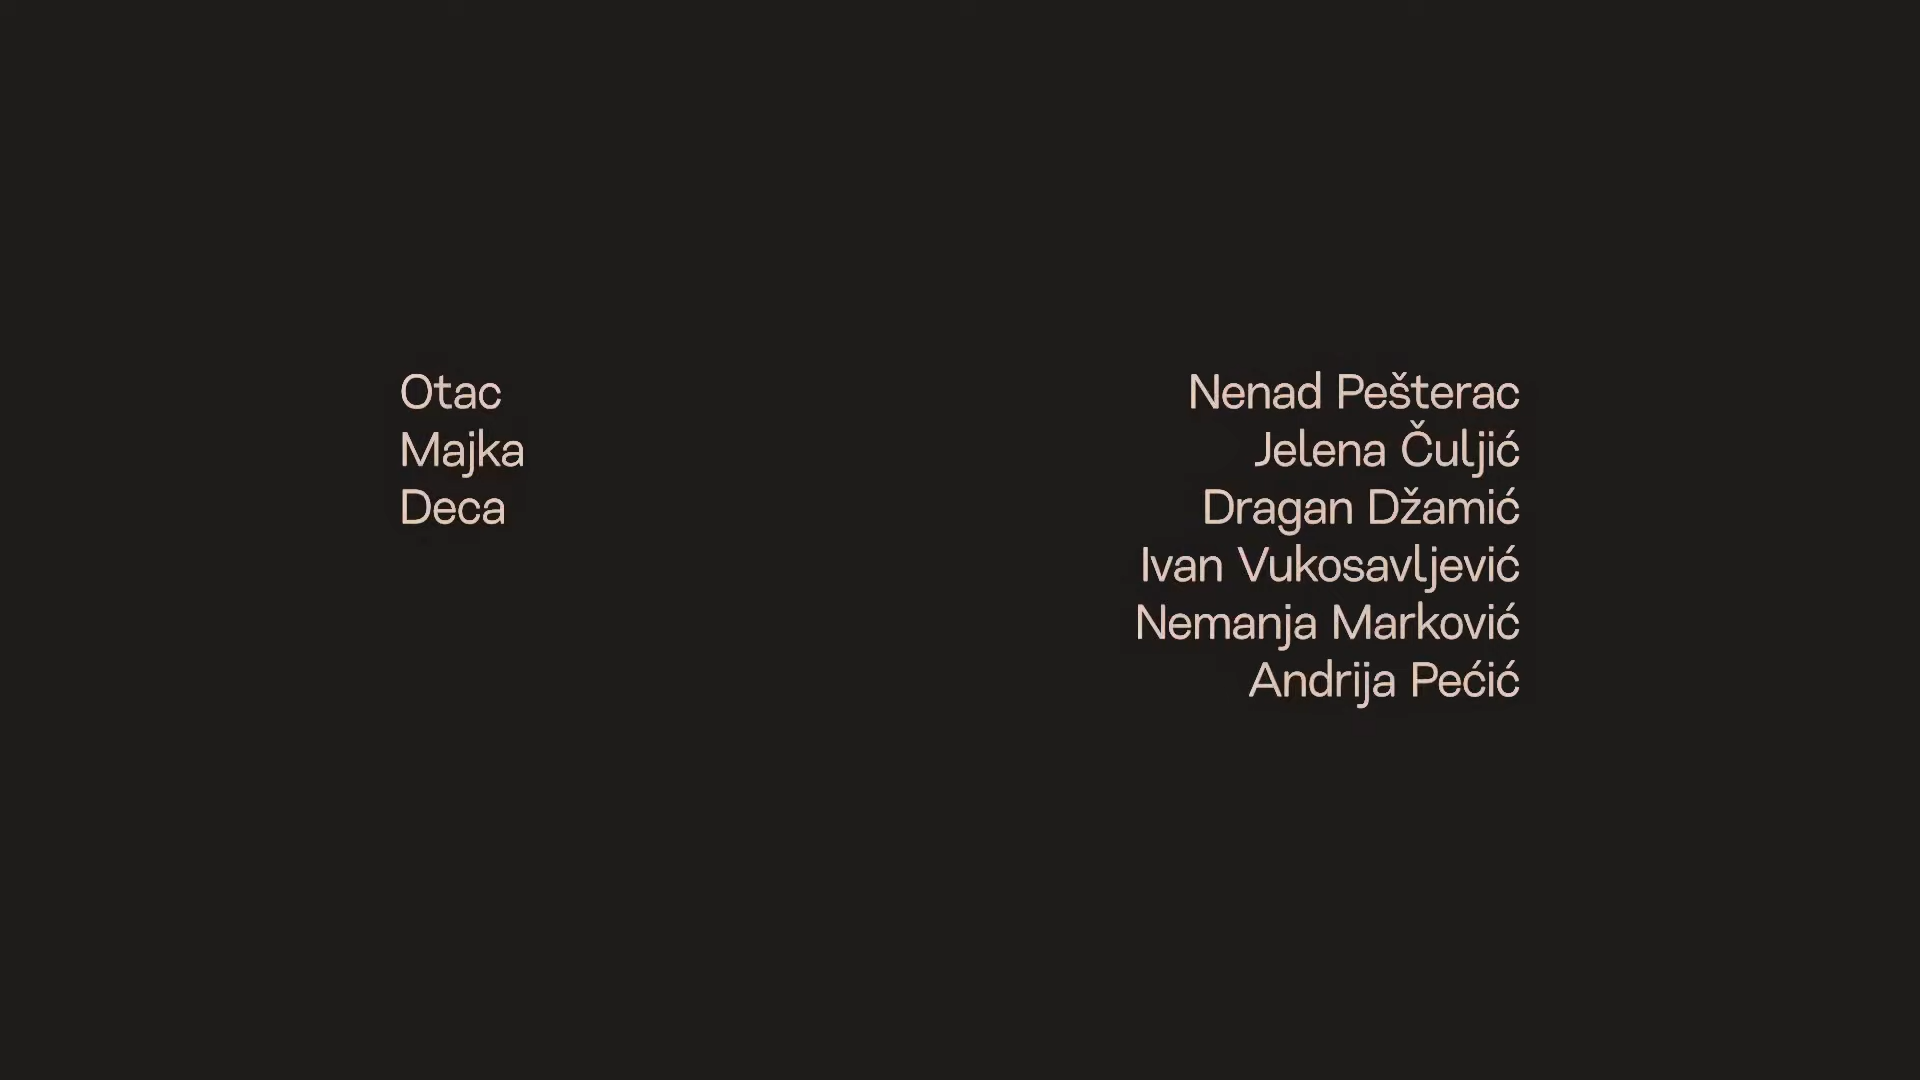 Otac Nenad Pešterac
Majka Jelena Čuljić
Deca Dragan Džamić
Ivan Vukosavljević
Nemanja Marković
Andrija Pećić